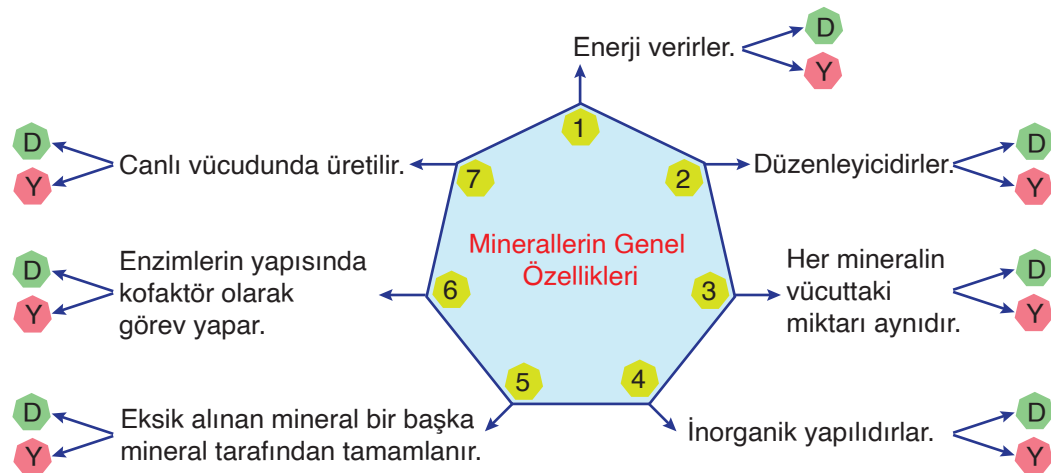 Enerji verirler.
D
Y
1
Canlı vücudunda üretilir.
D
Y
7
2
Düzenleyicidirler.
D
Y
Minerallerin Genel
Özellikleri
Enzimlerin yapısında
kofaktör olarak
görev yapar.
D
Y
6
3
Her mineralin
vücuttaki
miktarı aynıdır.
D
Y
5
4
Eksik alınan mineral bir başka
mineral tarafından tamamlanır.
D
Y
İnorganik yapılıdırlar.
D
Y